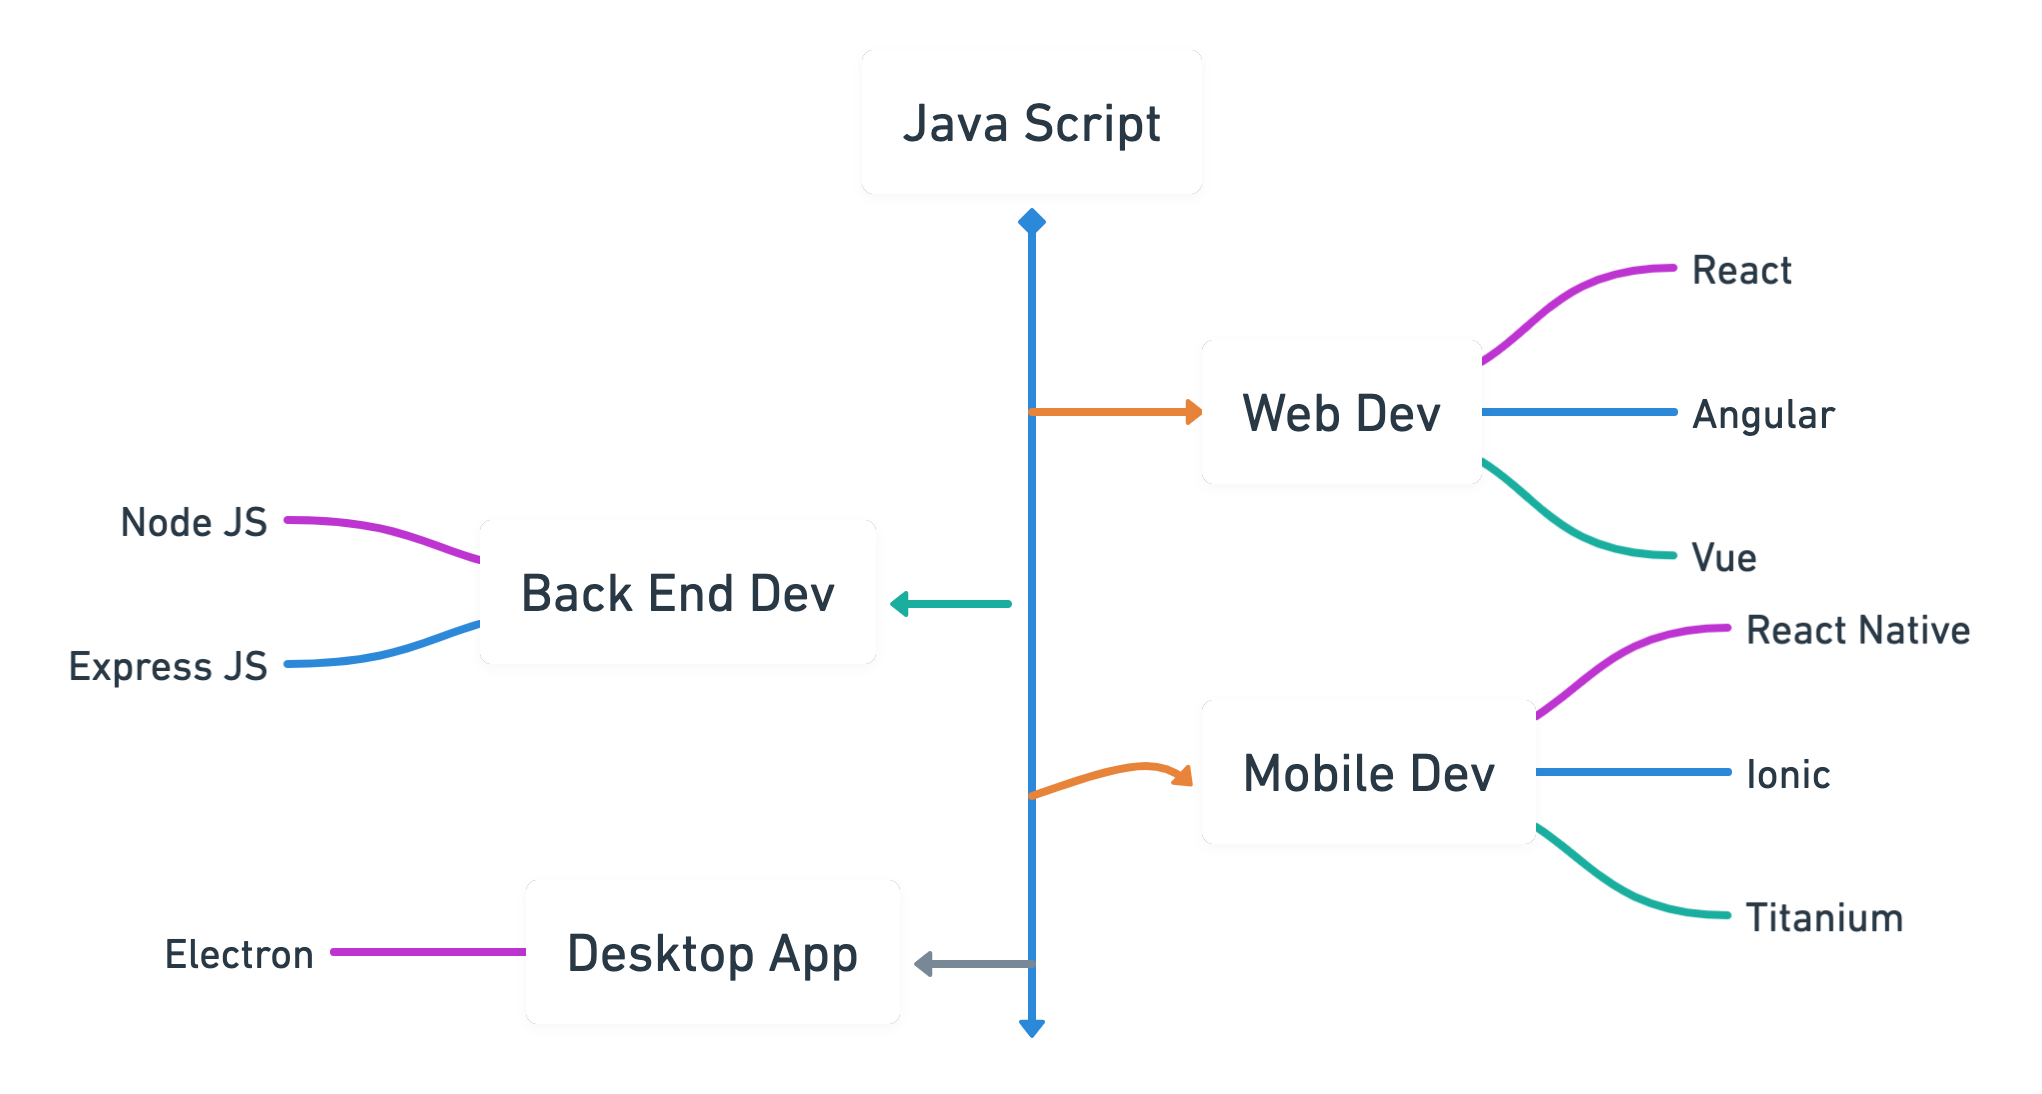 Java Script
React
Web Dev
Angular
Vue
Node JS
Back End Dev
Express JS
React Native
Mobile Dev
Ionic
Titanium
Electron
Desktop App